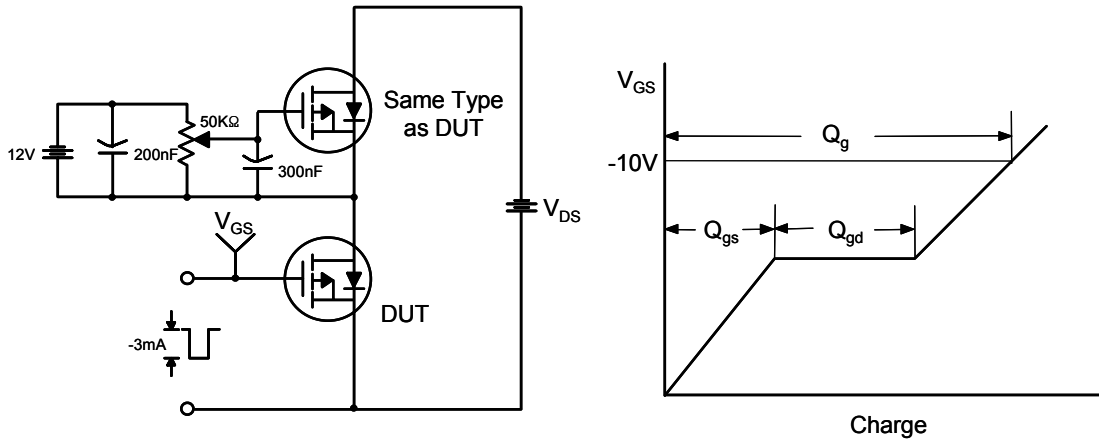 Same Type
as DUT
50KΩ
12V
200nF
300nF
V_GS
DUT
-3mA
V_DS
V_GS
-10V
Q_g
Q_gs
Q_gd
Charge